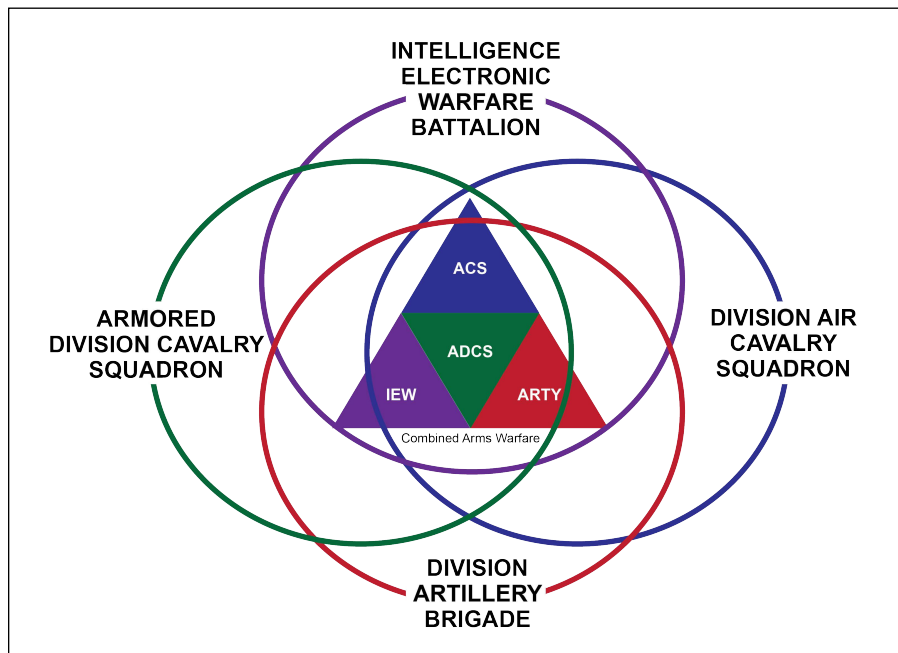 INTELLIGENCE
ELECTRONIC
WARFARE
BATTALION
ACS
ARMORED
DIVISION CAVALRY
SQUADRON
DIVISION AIR
CAVALRY
SQUADRON
ADCS
IEW
ARTY
Combined Arms Warfare
DIVISION
ARTILLERY
BRIGADE